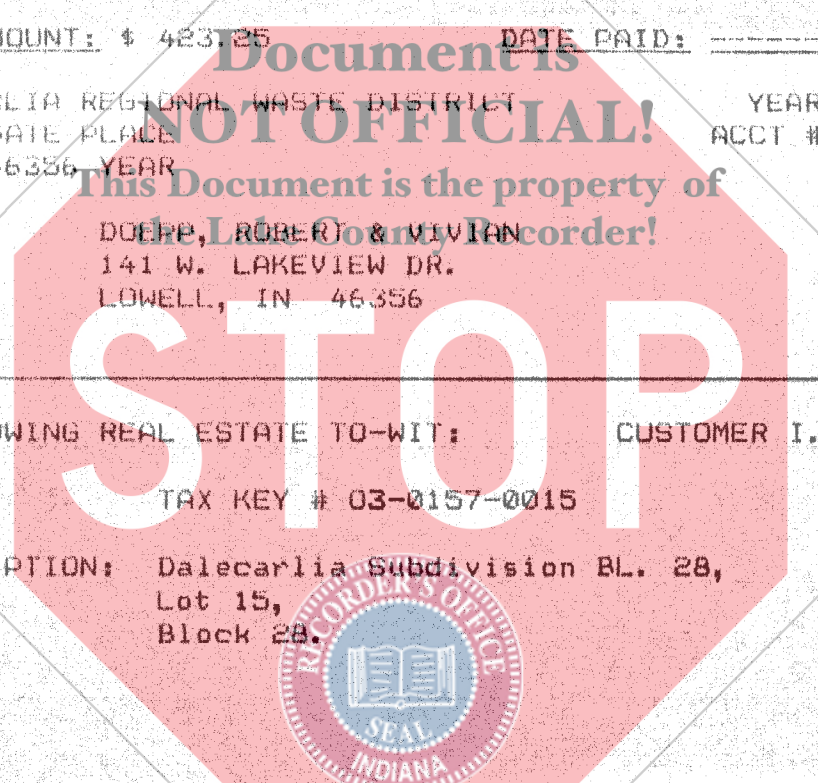 OUNT: $ 423.25 DATE PAID:
Document is
LIA REGIONAL WASTE DISTRICT YEAR
GATE PLACE ACCT #
NOT OFFICIAL!
6356 YEAR
This Document is the property of
the Lake County Recorder!
DOERR, ROBERT & VIVIAN
141 W. LAKEVIEW DR.
LOWELL, IN 46356
STOP
OWING REAL ESTATE TO-WIT: CUSTOMER I.
TAX KEY # 03-0157-0015
PTION: Dalecarlia Subdivision BL. 28,
Lot 15,
Block 28.
RECORDER'S OFFICE
SEAL
INDIANA